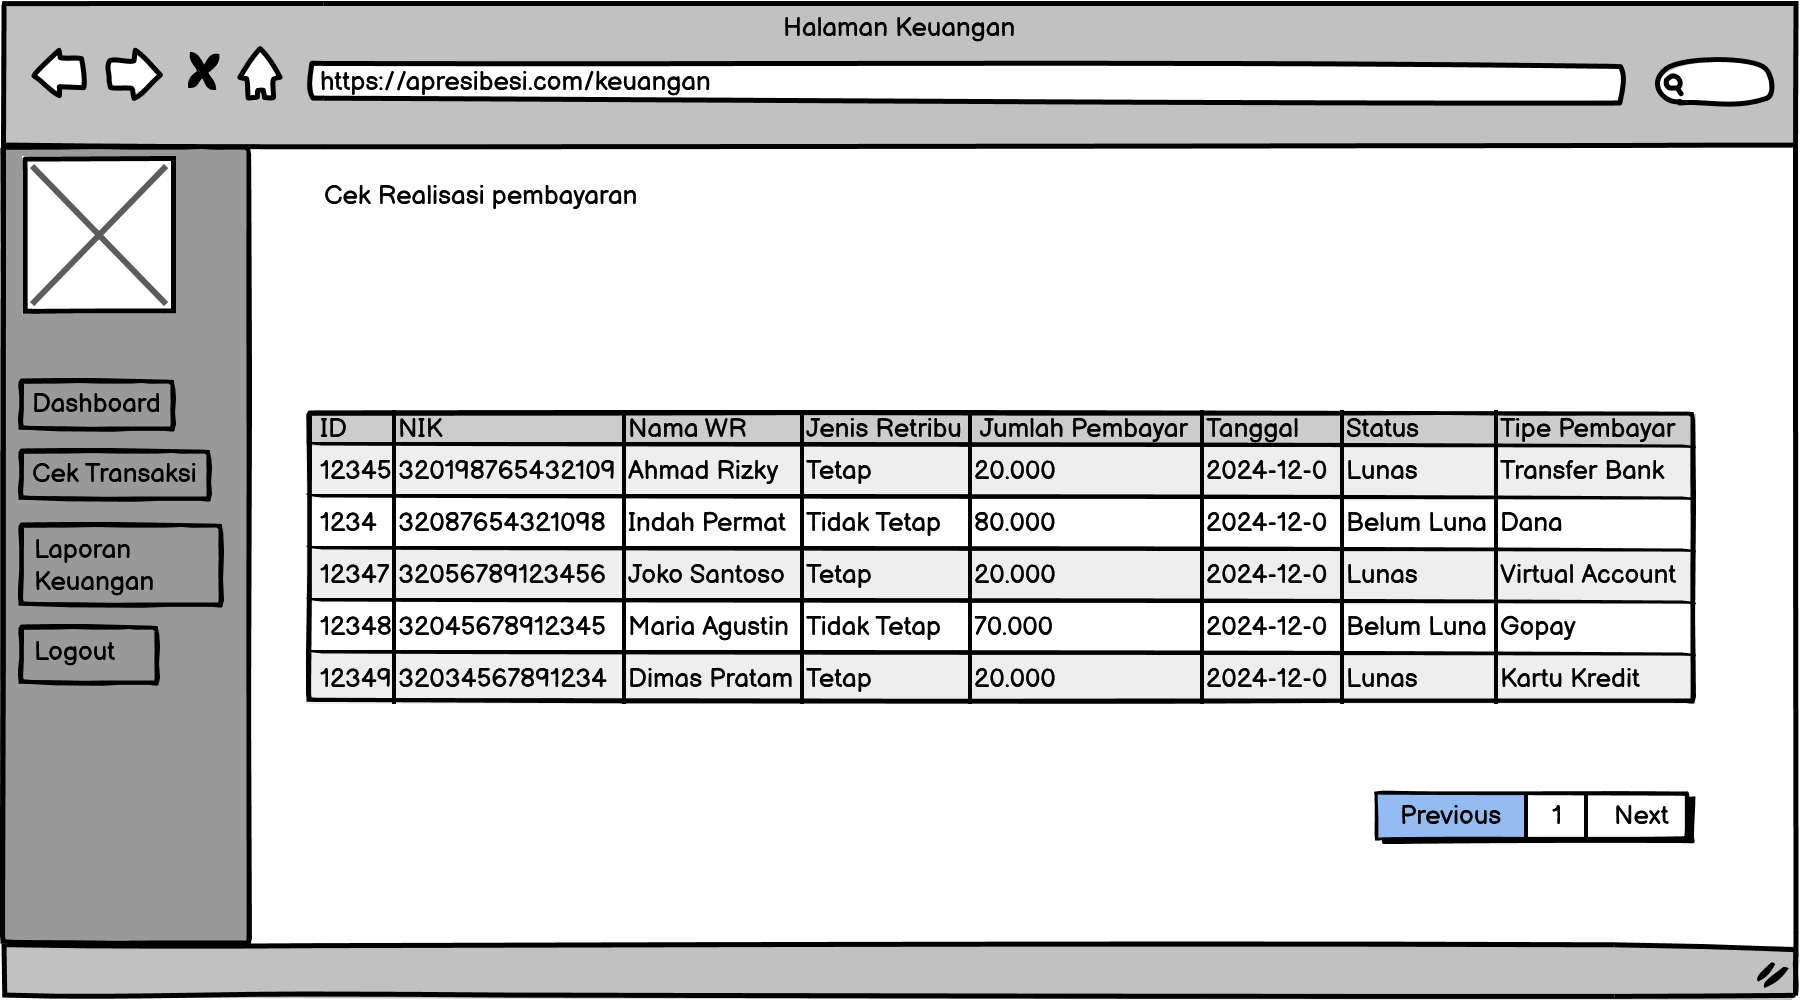 Halaman Keuangan
https://apresibesi.com/keuangan
Cek Realisasi pembayaran
Dashboard
Cek Transaksi
Laporan
Keuangan
Logout
ID NIK Nama WR Jenis Retribu Jumlah Pembayar Tanggal Status Tipe Pembayar
12345 320198765432109 Ahmad Rizky Tetap 20.000 2024-12-0 Lunas Transfer Bank
1234 32087654321098 Indah Permat Tidak Tetap 80.000 2024-12-0 Belum Luna Dana
12347 32056789123456 Joko Santoso Tetap 20.000 2024-12-0 Lunas Virtual Account
12348 32045678912345 Maria Agustin Tidak Tetap 70.000 2024-12-0 Belum Luna Gopay
12349 32034567891234 Dimas Pratam Tetap 20.000 2024-12-0 Lunas Kartu Kredit
Previous 1 Next